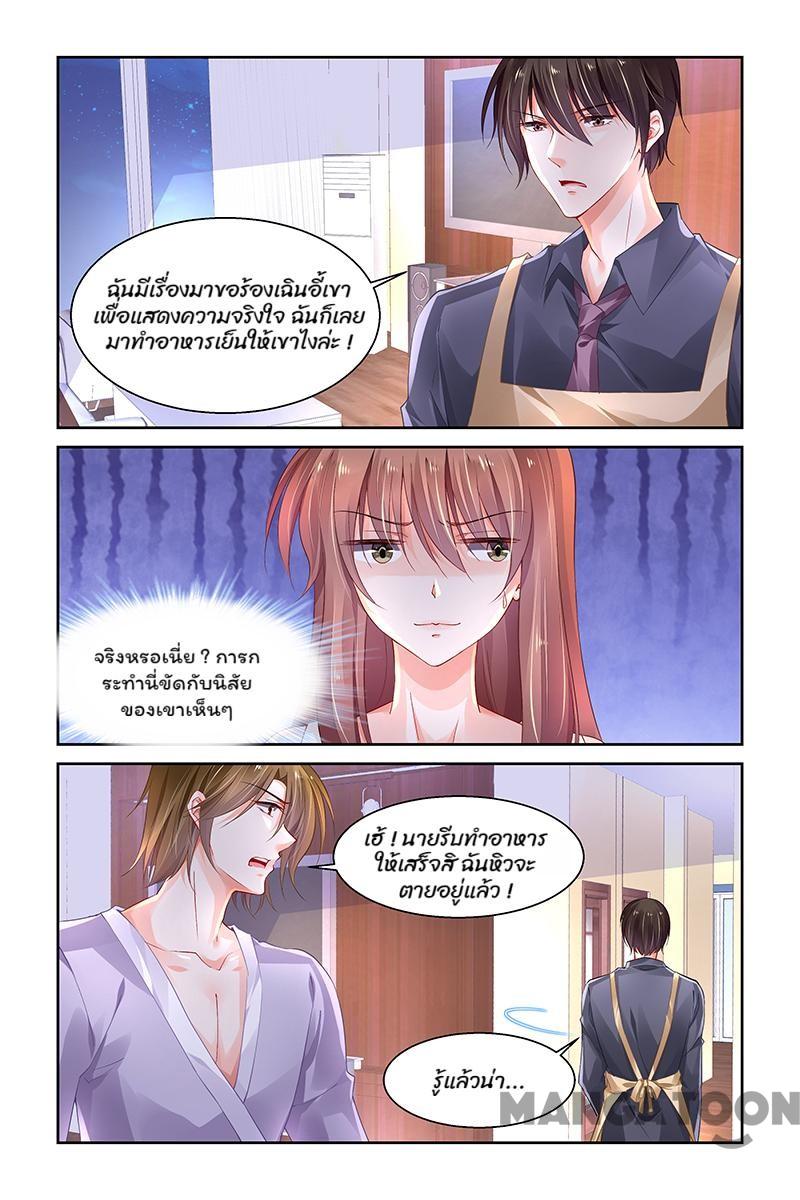 ฉันมีเรื่องมาขอร้องเฉินอี้เขา
เพื่อแสดงความจริงใจ ฉันก็เลย
มาทำอาหารเย็นให้เขาไงล่ะ !
จริงหรอเนี่ย ? การก
ระทำนี่ขัดกับนิสัย
ของเขาเห็นๆ
เฮ้ ! นายรีบทำอาหาร
ให้เสร็จสิ ฉันหิวจะ
ตายอยู่แล้ว !
รู้แล้วน่า...
MANGATOON